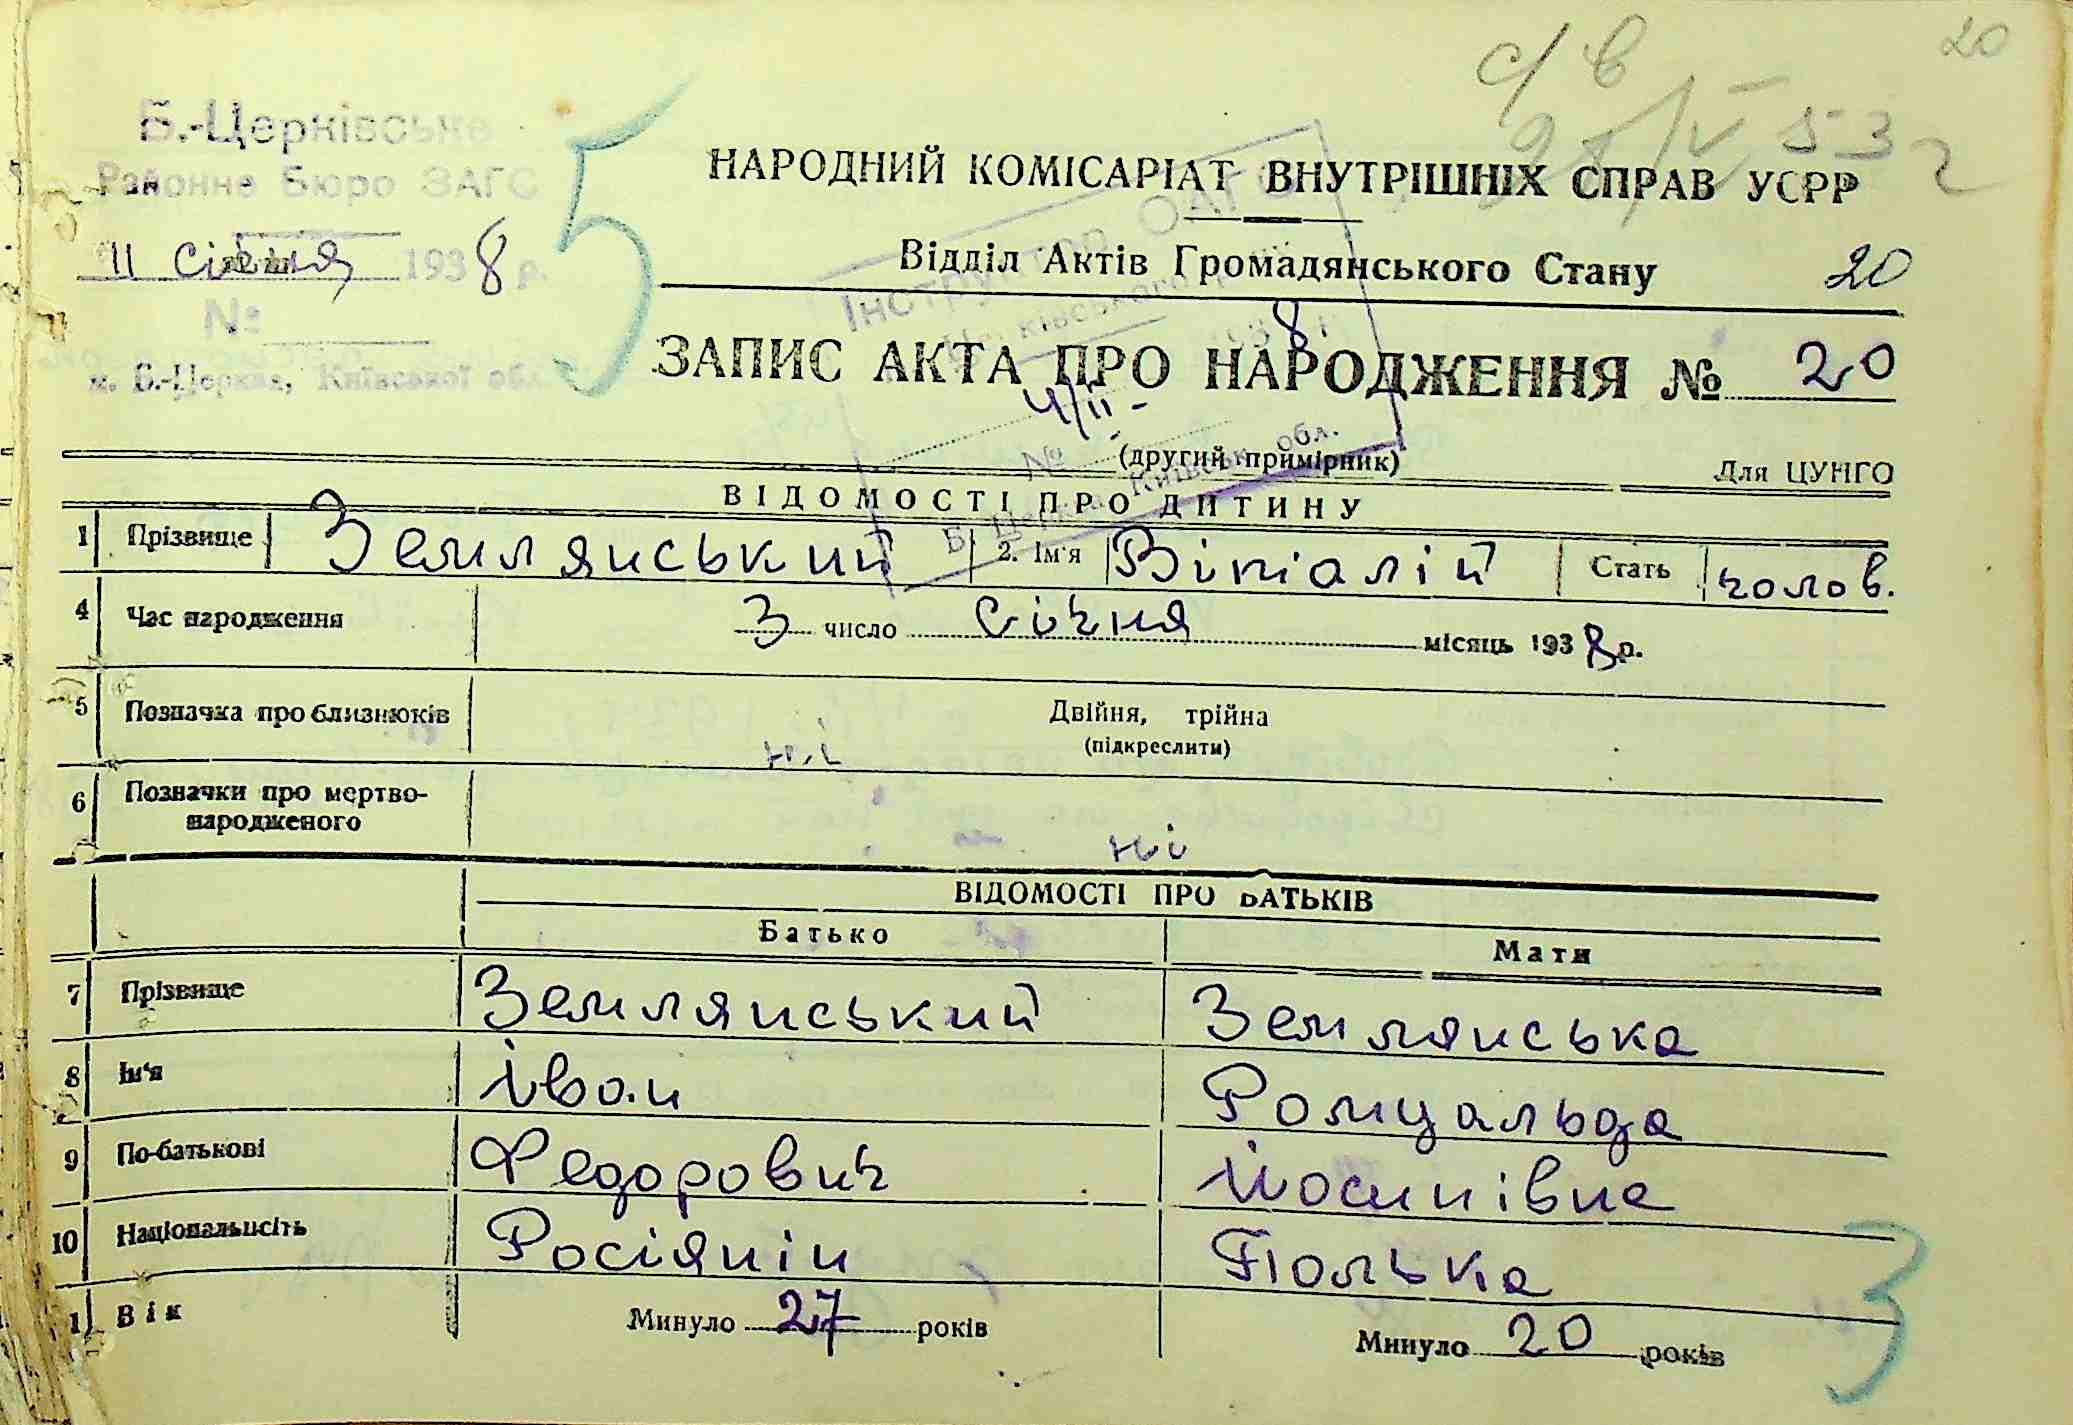 20
с/в
Б.-Церківське
Районне Бюро ЗАГС
НАРОДНИЙ КОМІСАРІАТ ВНУТРІШНІХ СПРАВ УСРР
5
11 січня 1938 р.
Відділ Актів Громадянського Стану 20
№
ЗАПИС АКТА ПРО НАРОДЖЕННЯ № 20
м. Б.-Церква, Київської обл.
(другий примірник)
Для ЦУНГО
ВІДОМОСТІ ПРО ДИТИНУ
1 Прізвище Землянський 2. Ім'я Віталій Стать чолов.
4 Час народження 3 число січня місяць 1938 р.
5 Позначка про близнюків Двійня, трійна
(підкреслити)
ні
6 Позначки про мертво-
народженого
ні
ВІДОМОСТІ ПРО БАТЬКІВ
Батько Мати
7 Прізвище Землянський Землянська
8 Ім'я Іван Ромуальда
9 По-батькові Федорович Йосипівна
10 Національність Росіянін Полька
11 Вік Минуло 27 років Минуло 20 років
3